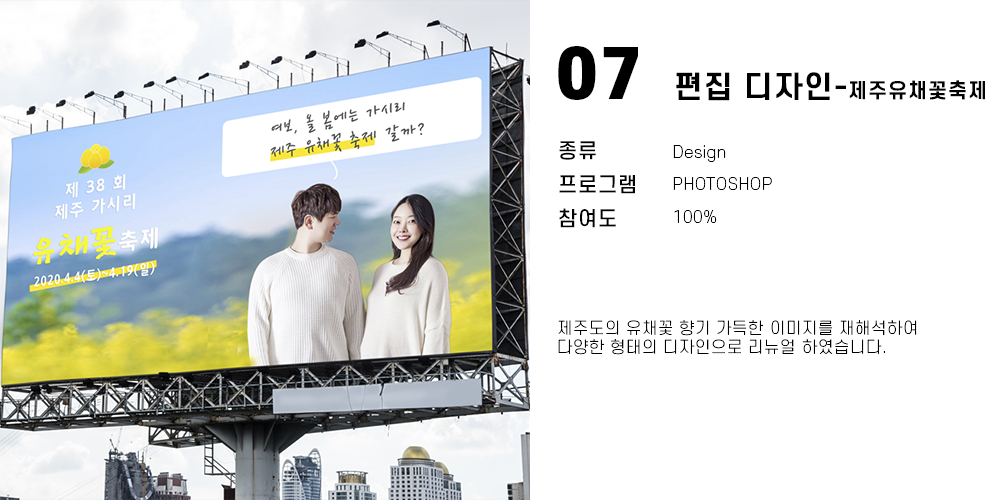 여보, 올 봄에는 가시리
제주 유채꽃 축제 갈까?
제 38 회
제주 가시리
유채꽃축제
2020.4.4(토)~4.19(일)
07 편집 디자인-제주유채꽃축제
종류 Design
프로그램 PHOTOSHOP
참여도 100%
제주도의 유채꽃 향기 가득한 이미지를 재해석하여
다양한 형태의 디자인으로 리뉴얼 하였습니다.